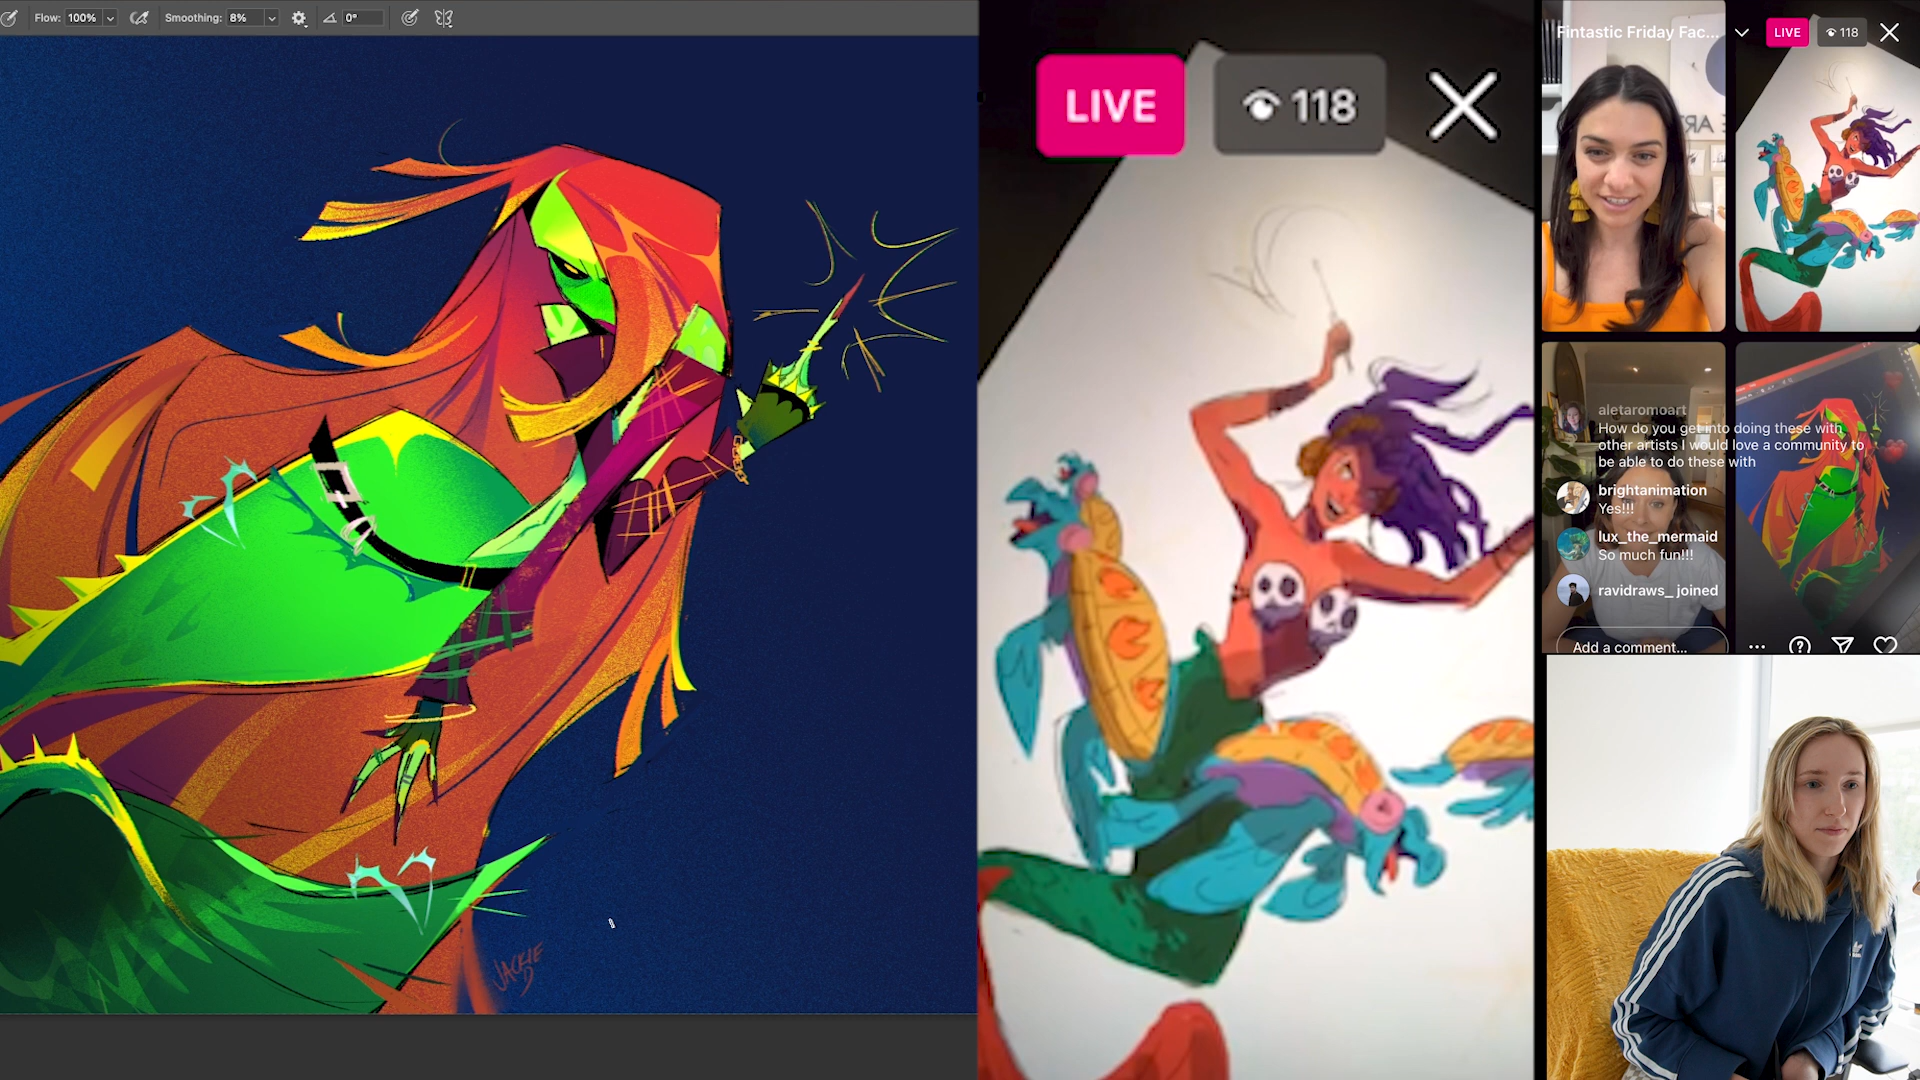 Flow: 100%
Smoothing: 8%
0°
JACKIE
D
LIVE
118
Fintastic Friday Fac...
LIVE
118
aletaromoart
How do you get into doing these with
other artists I would love a community to
be able to do these with
brightanimation
Yes!!!
lux_the_mermaid
So much fun!!!
ravidraws_ joined
Add a comment...